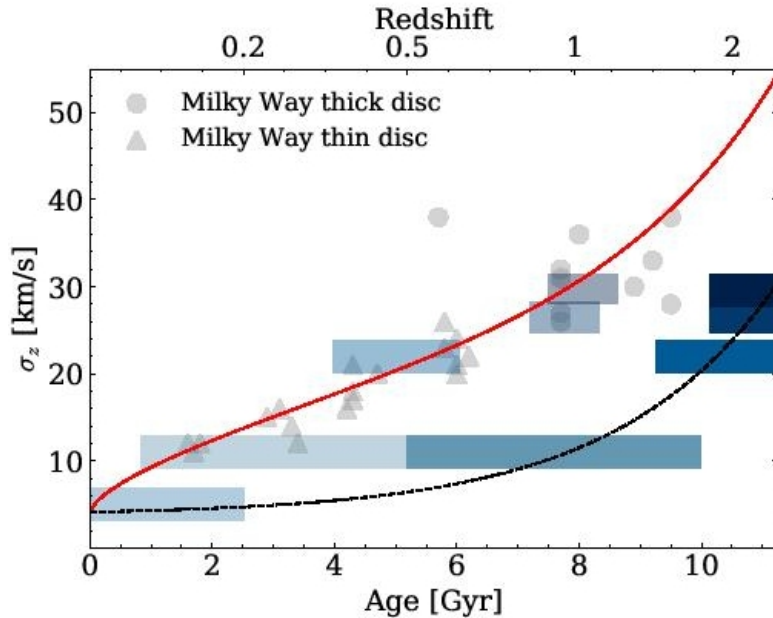 Redshift
0.2 0.5 1 2
Milky Way thick disc
Milky Way thin disc
50
40
30
20
10
σz [km/s]
0 2 4 6 8 10
Age [Gyr]